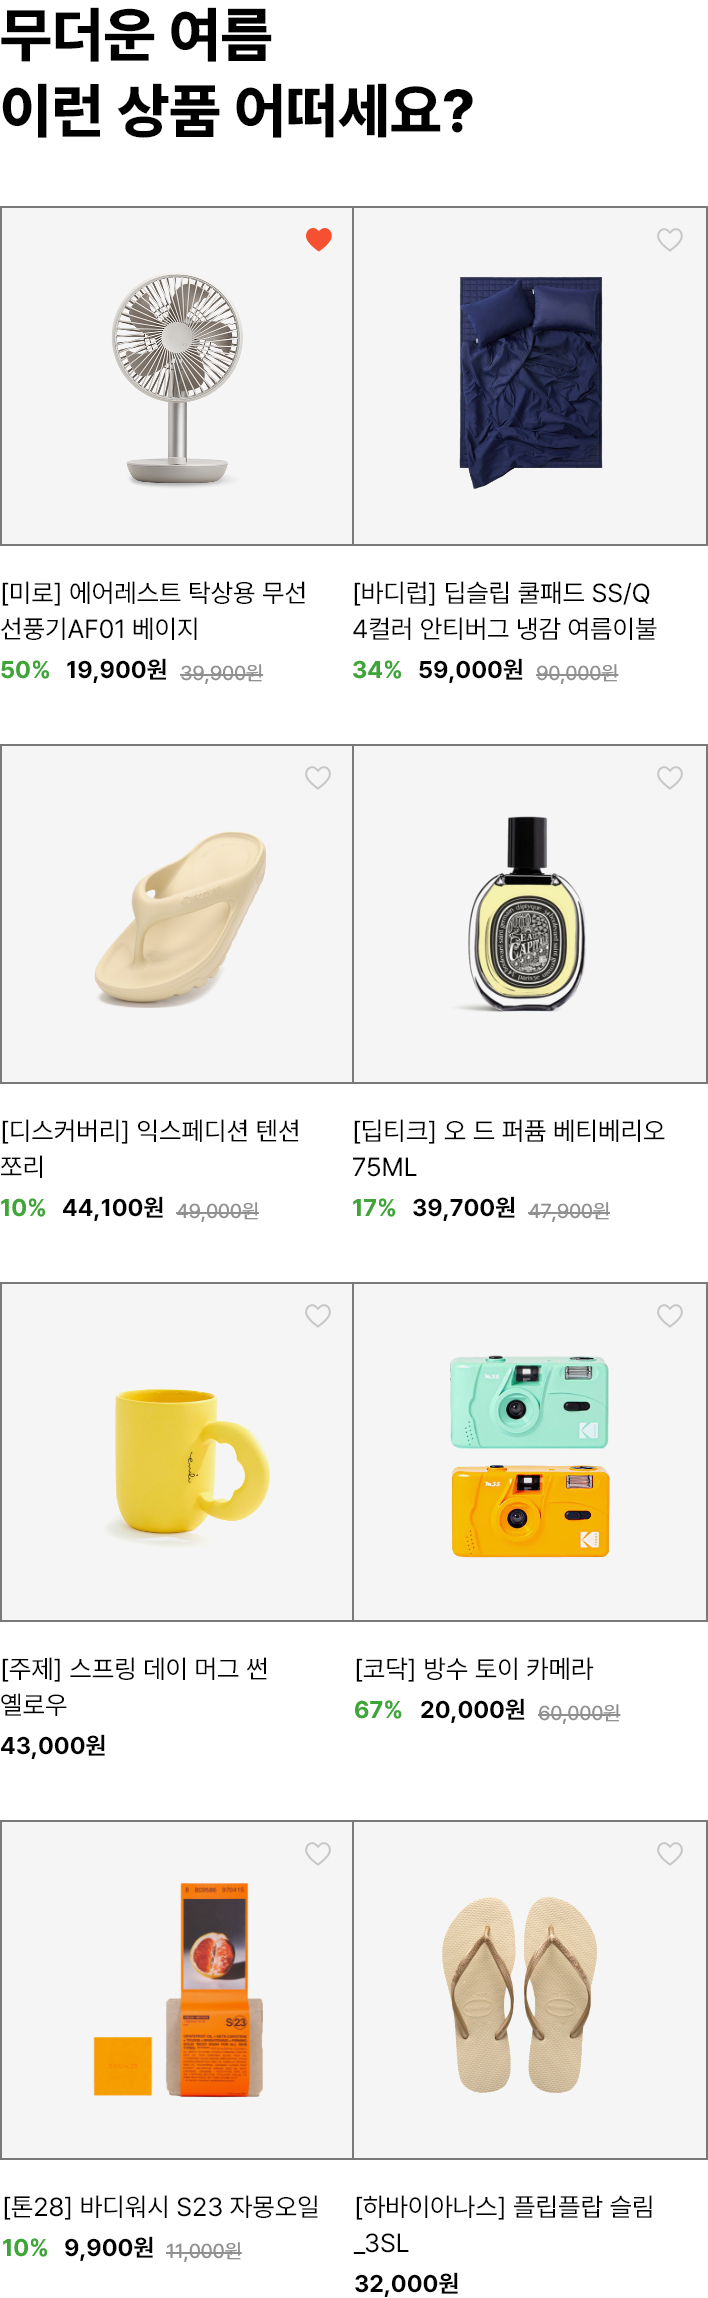 무더운 여름
이런 상품 어떠세요?
[미로] 에어레스트 탁상용 무선
선풍기AF01 베이지
50% 19,900원 39,900원
[바디럽] 딥슬립 쿨패드 SS/Q
4컬러 안티버그 냉감 여름이불
34% 59,000원 90,000원
[디스커버리] 익스페디션 텐션
쪼리
10% 44,100원 49,000원
[딥티크] 오 드 퍼퓸 베티베리오
75ML
17% 39,700원 47,900원
[주제] 스프링 데이 머그 썬
옐로우
43,000원
[코닥] 방수 토이 카메라
67% 20,000원 60,000원
[톤28] 바디워시 S23 자몽오일
10% 9,900원 11,000원
[하바이아나스] 플립플랍 슬림
_3SL
32,000원